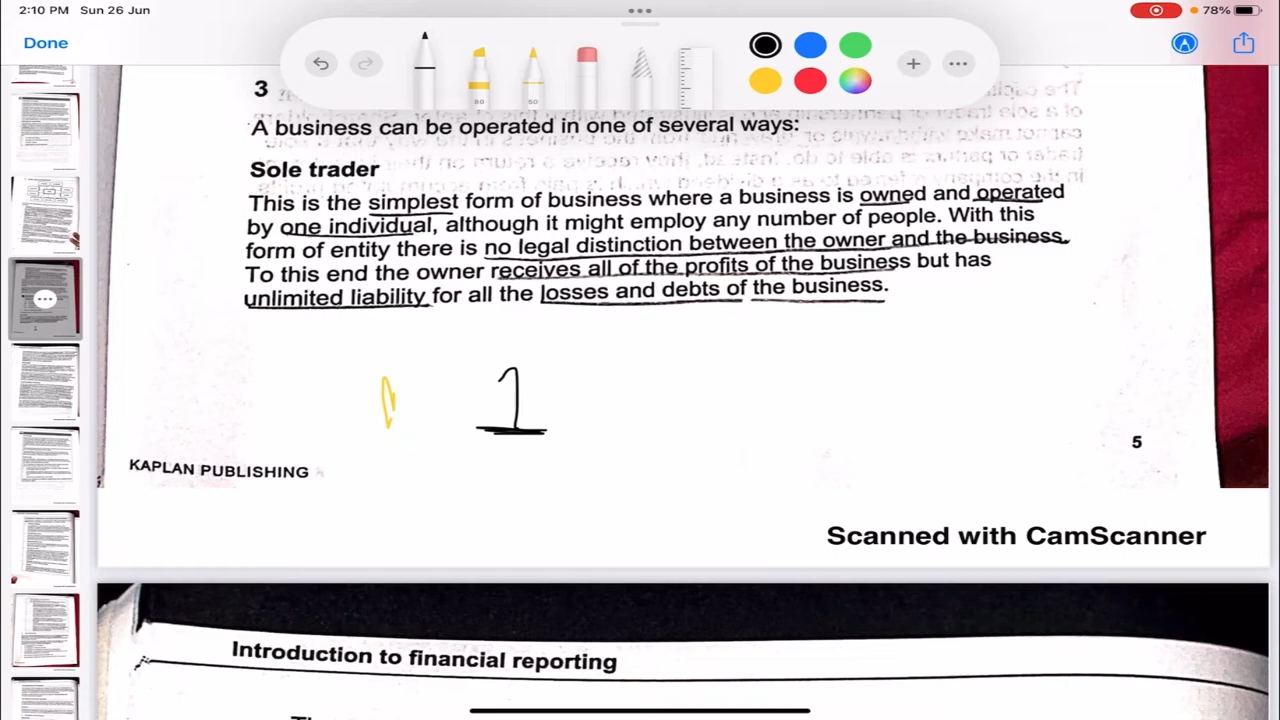 2:10 PM Sun 26 Jun
78%
Done
80
50
3
A business can be operated in one of several ways:
Sole trader
This is the simplest form of business where a business is owned and operated
by one individual, although it might employ any number of people. With this
form of entity there is no legal distinction between the owner and the business.
To this end the owner receives all of the profits of the business but has
unlimited liability for all the losses and debts of the business.
1
5
KAPLAN PUBLISHING
Scanned with CamScanner
Introduction to financial reporting